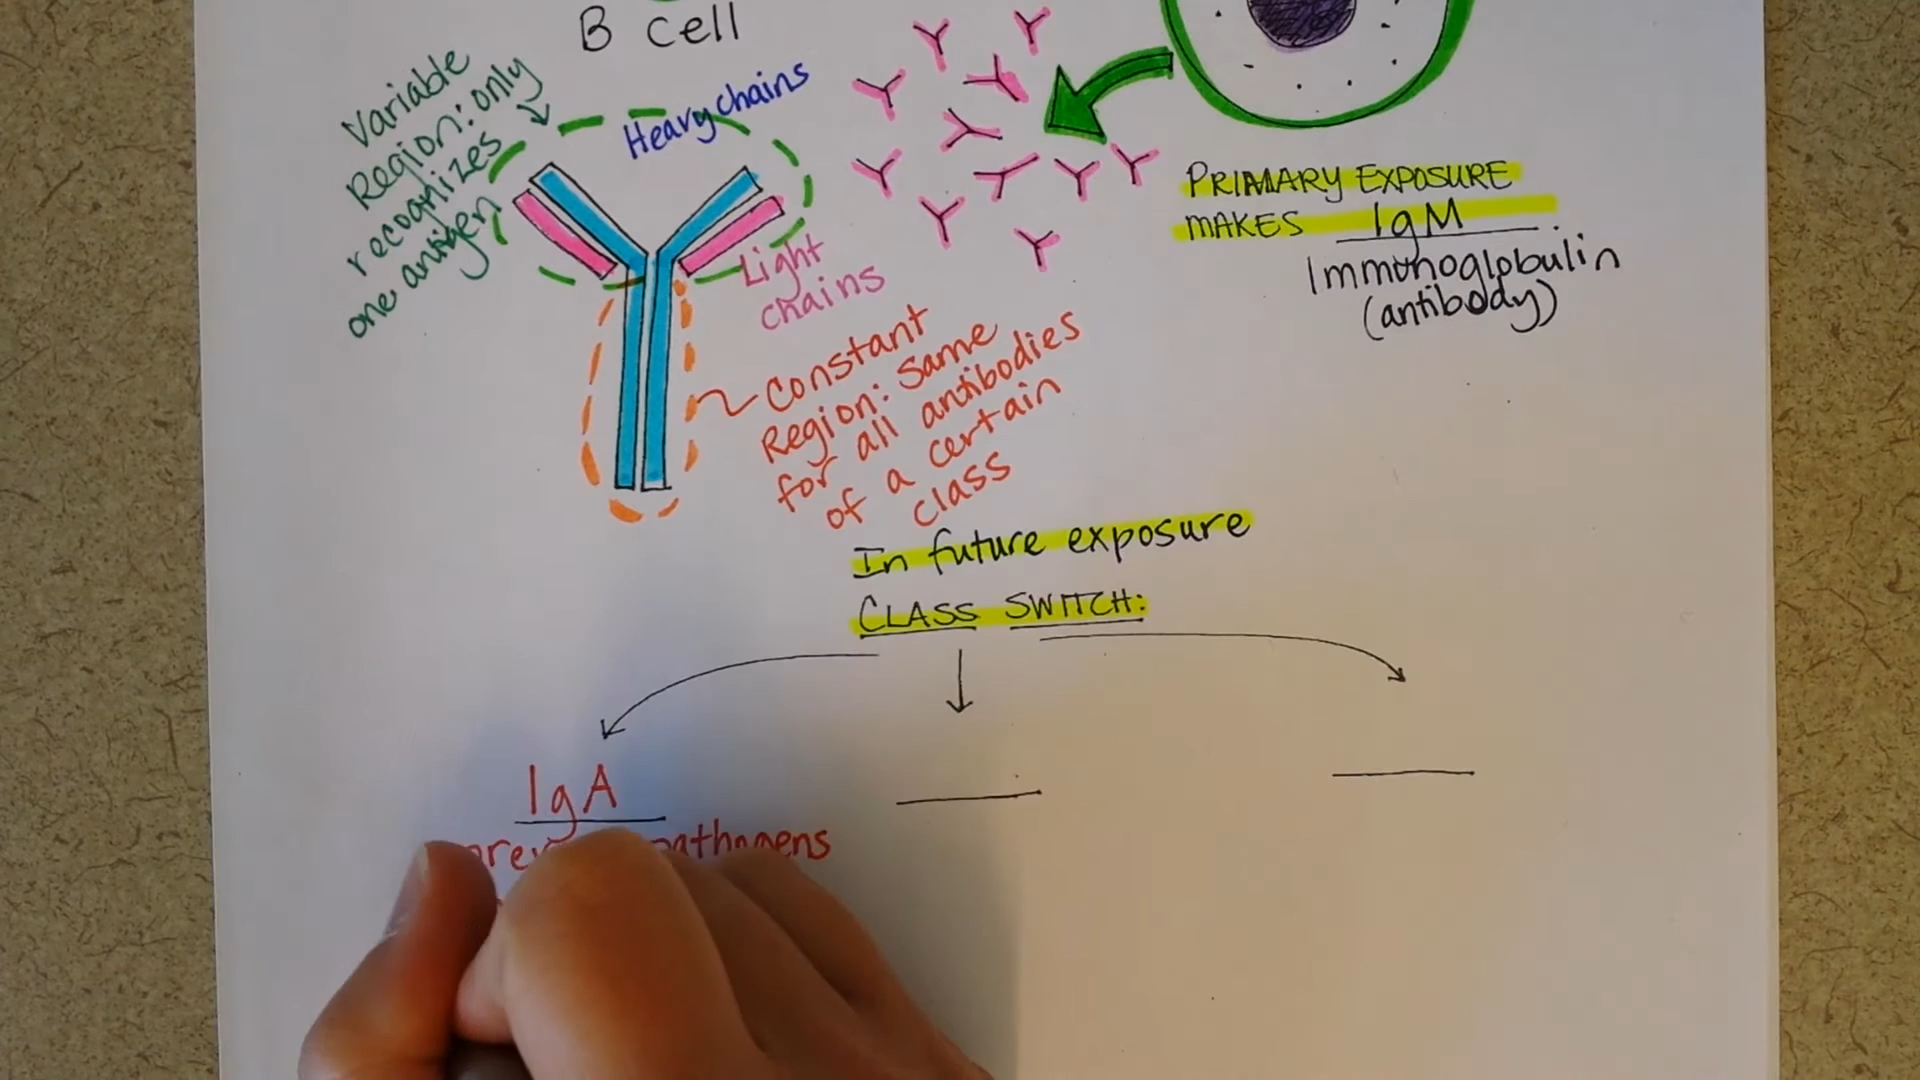 B cell
Variable
Region: only
recognizes
one antigen
Heavy chains
Light
chains
Constant
Region: Same
for all antibodies
of a certain
class
PRIMARY EXPOSURE
MAKES IgM
Immunoglobulin
(antibody)
In future exposure
CLASS SWITCH:
IgA
pathogens